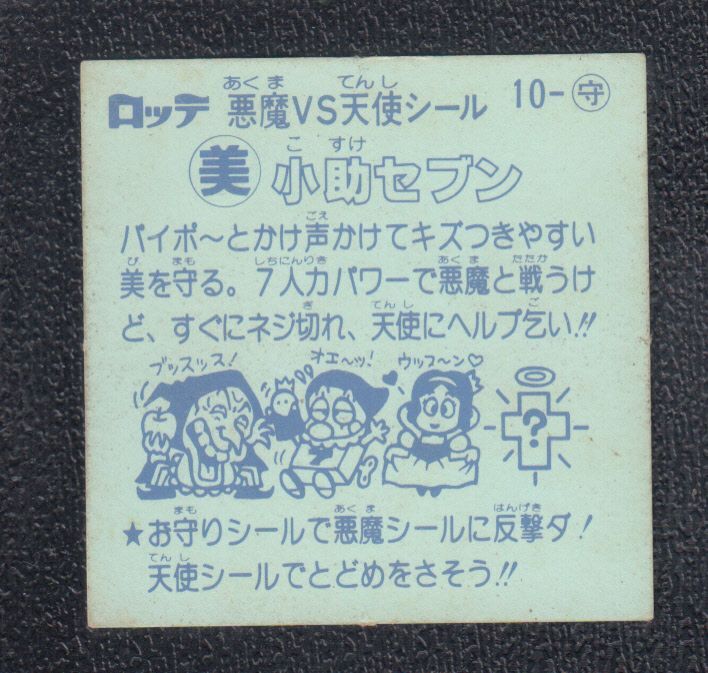 ロッテ 悪魔VS天使シール 10-守
あくま てんし
美 小助セブン
こ すけ
バイポ〜とかけ声かけてキズつきやすい
ごえ
美を守る。7人力パワーで悪魔と戦うけ
び まも しちにんりき あくま たたか
ど、すぐにネジ切れ、天使にヘルプ乞い!!
ぎ てんし ご
ブッスッス! オエ〜ッ! ウッフ〜ン♡
?
★お守りシールで悪魔シールに反撃ダ!
まも あくま はんげき
天使シールでとどめをさそう!!
てんし